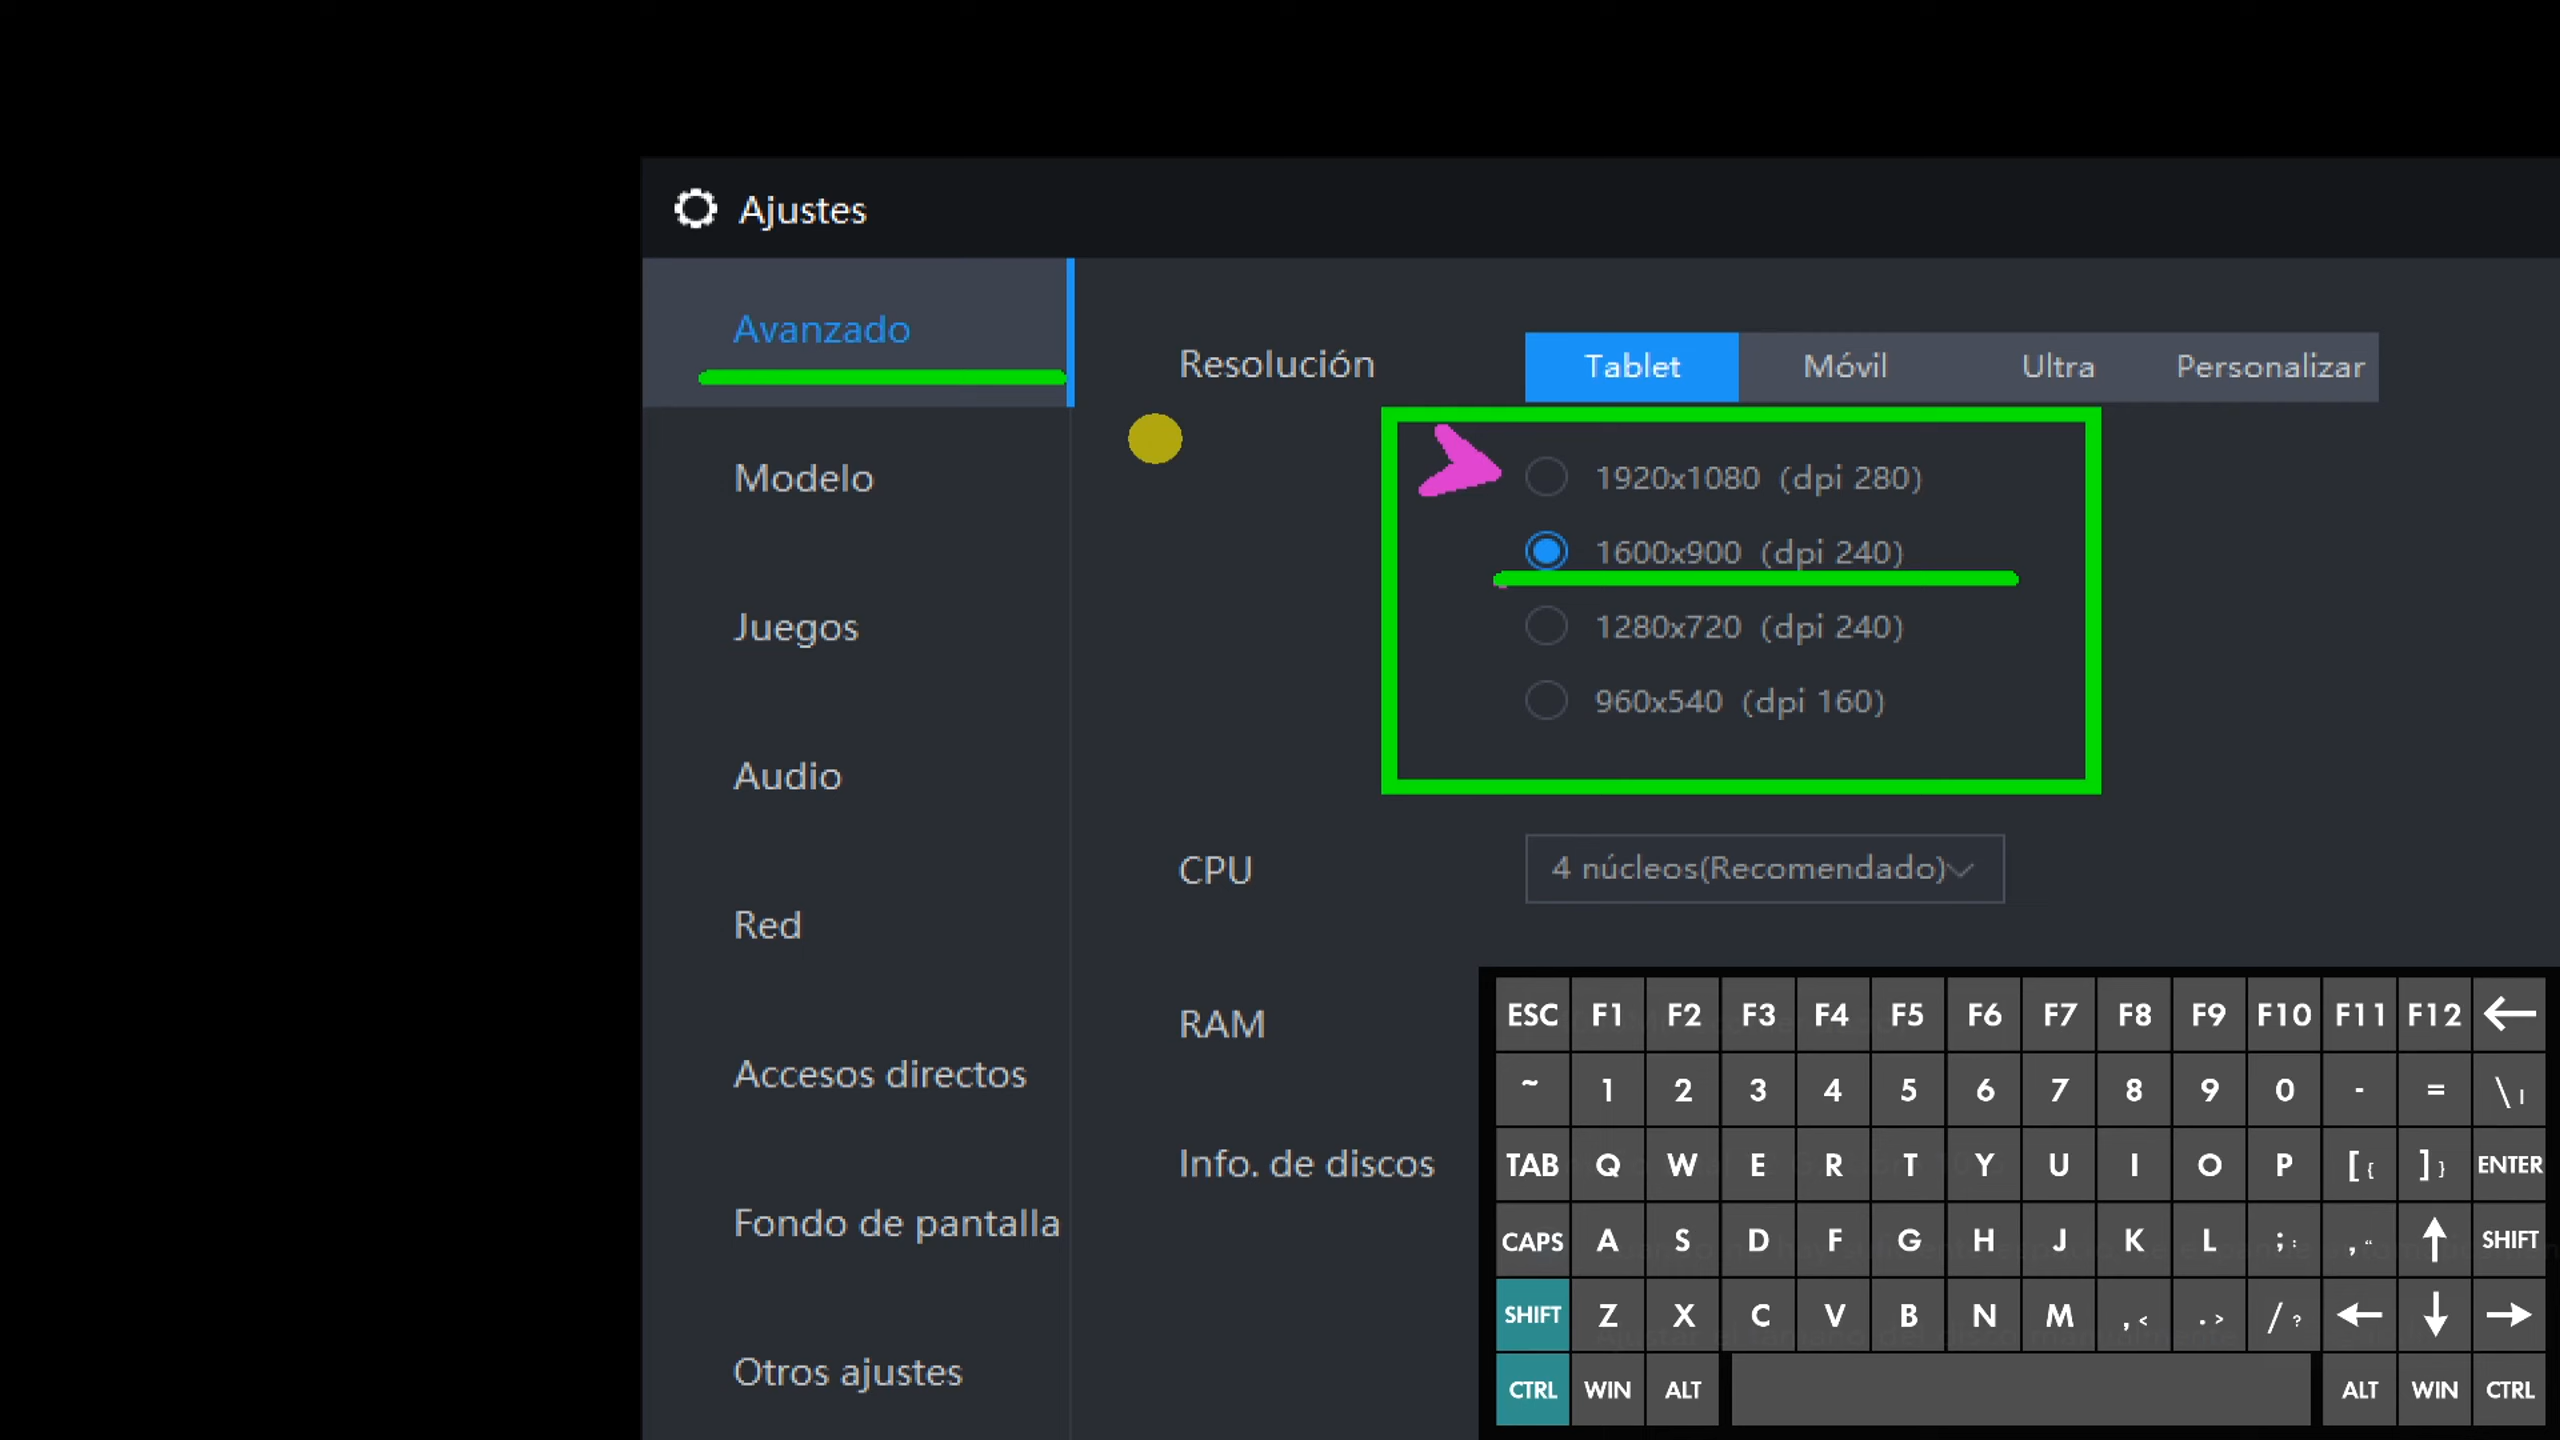 Ajustes
Avanzado
Modelo
Juegos
Audio
Red
Accesos directos
Fondo de pantalla
Otros ajustes
Resolución
Tablet Móvil Ultra Personalizar
1920x1080 (dpi 280)
1600x900 (dpi 240)
1280x720 (dpi 240)
960x540 (dpi 160)
CPU
4 núcleos(Recomendado)
RAM
Info. de discos
ESC F1 F2 F3 F4 F5 F6 F7 F8 F9 F10 F11 F12 ←
~ 1 2 3 4 5 6 7 8 9 0 - = \ |
TAB Q W E R T Y U I O P [ { ] } ENTER
CAPS A S D F G H J K L ; : , “ ↑ SHIFT
SHIFT Z X C V B N M , < . > / ? ← ↓ →
CTRL WIN ALT ALT WIN CTRL